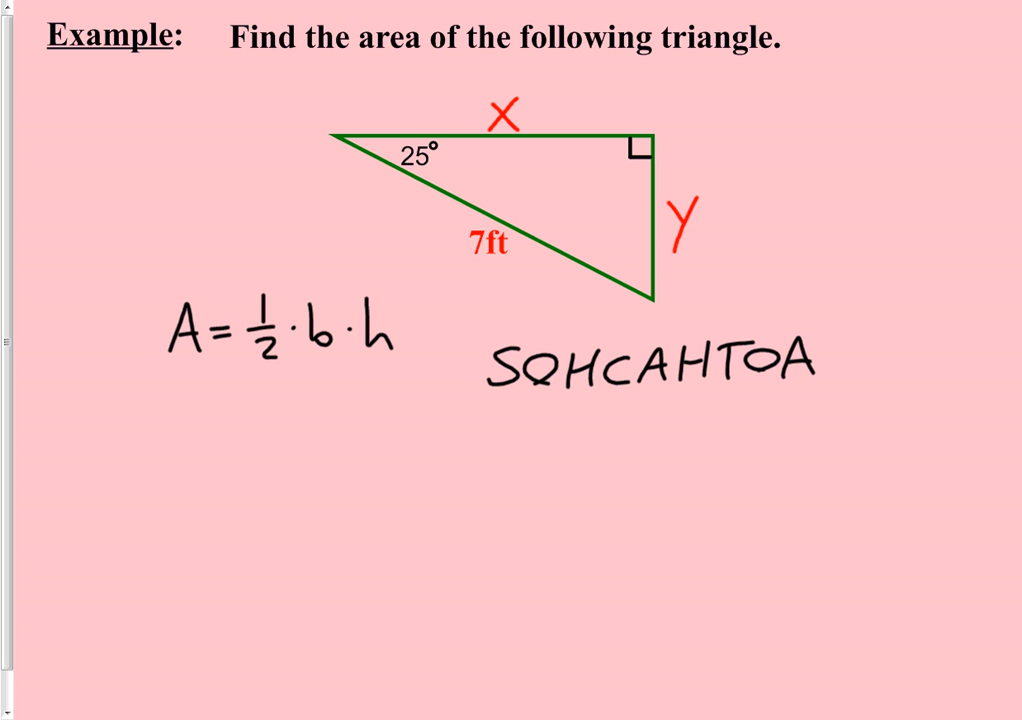 Example: Find the area of the following triangle.
X
25°
y
7ft
A = 1/2 · b · h
SOHCAHTOA